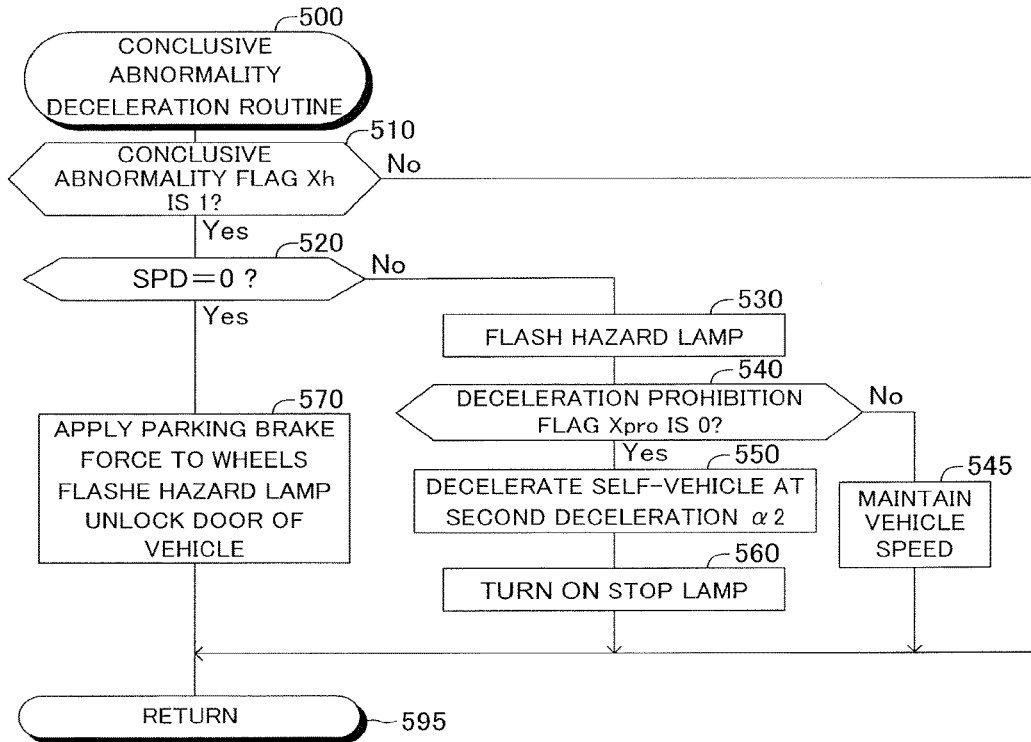 500
CONCLUSIVE
ABNORMALITY
DECELERATION ROUTINE
510
CONCLUSIVE
ABNORMALITY FLAG Xh
IS 1?
No
Yes
520
SPD=0 ?
No
Yes
530
FLASH HAZARD LAMP
540
DECELERATION PROHIBITION
FLAG Xpro IS 0?
No
Yes
550
DECELERATE SELF-VEHICLE AT
SECOND DECELERATION α2
545
MAINTAIN
VEHICLE
SPEED
560
TURN ON STOP LAMP
570
APPLY PARKING BRAKE
FORCE TO WHEELS
FLASHE HAZARD LAMP
UNLOCK DOOR OF
VEHICLE
RETURN
595